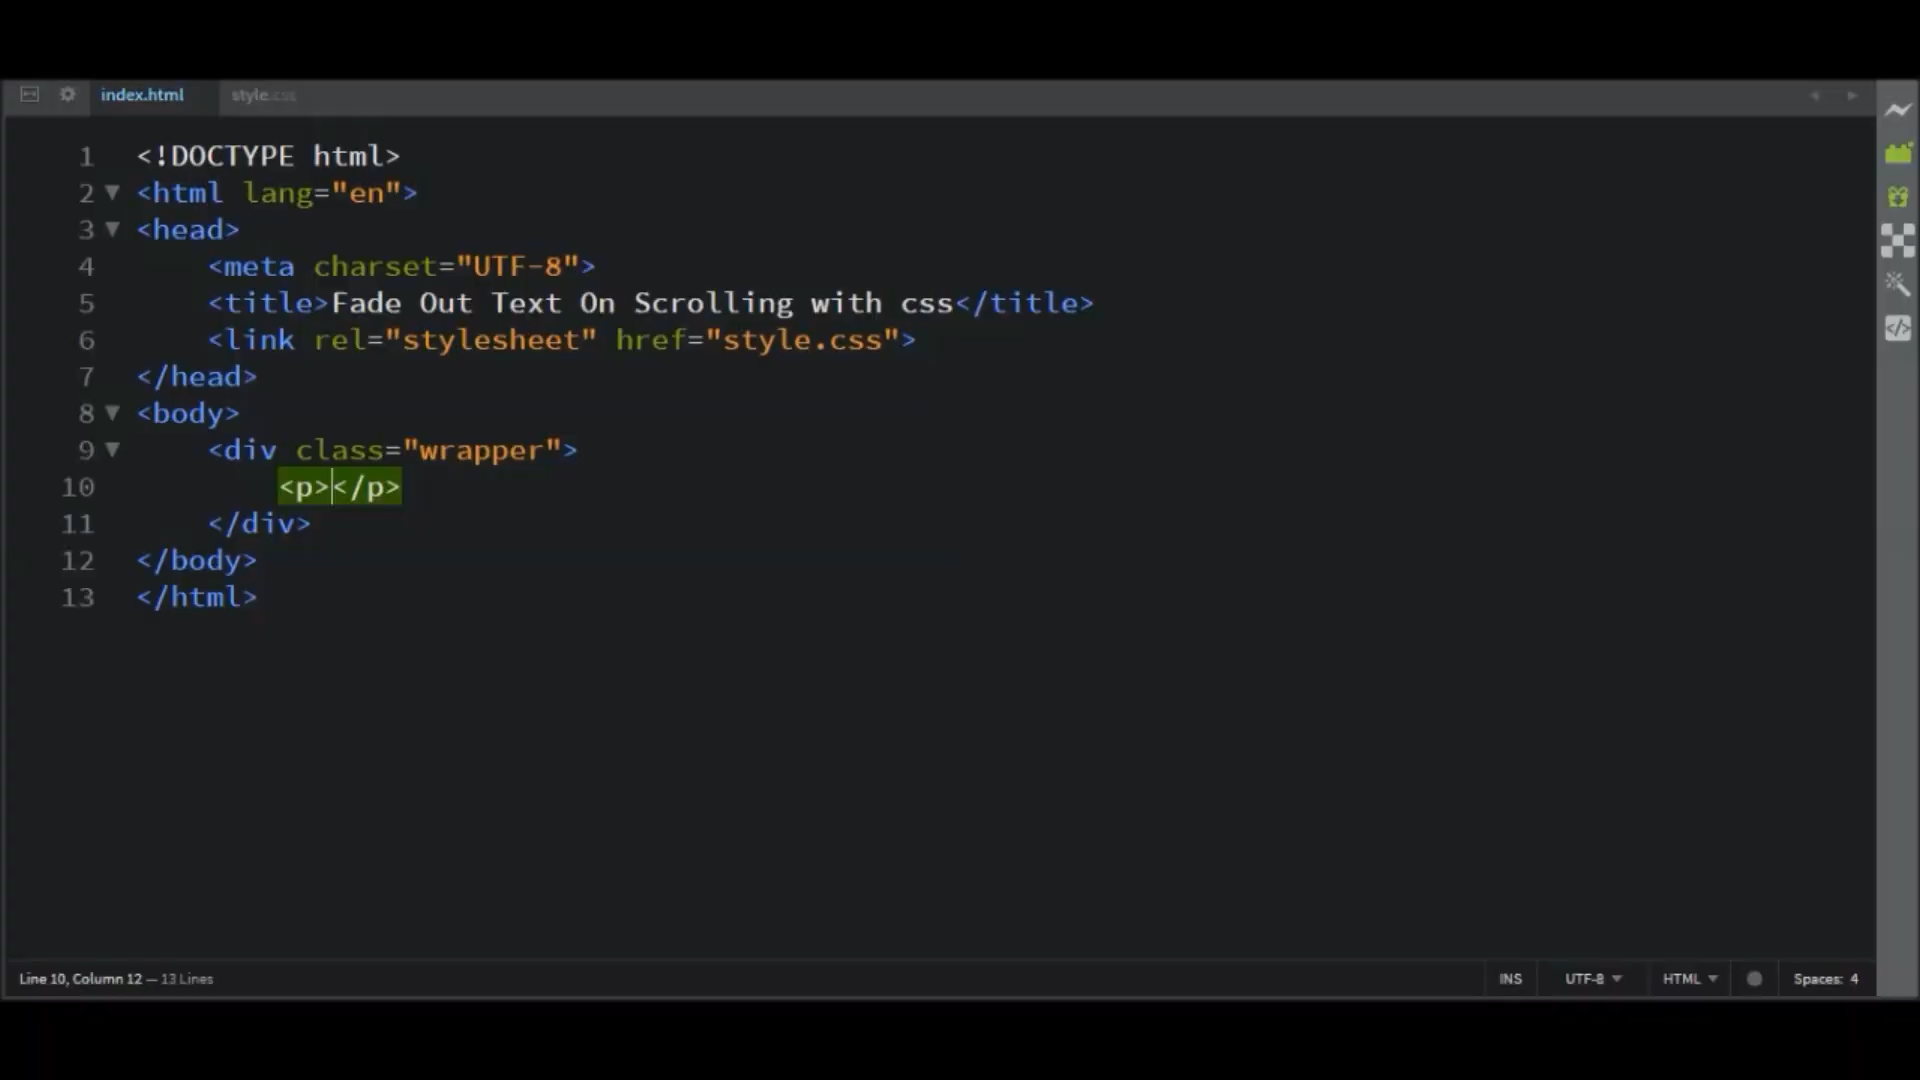 index.html
style.css
1 <!DOCTYPE html>
2 <html lang="en">
3 <head>
4 <meta charset="UTF-8">
5 <title>Fade Out Text On Scrolling with css</title>
6 <link rel="stylesheet" href="style.css">
7 </head>
8 <body>
9 <div class="wrapper">
10 <p></p>
11 </div>
12 </body>
13 </html>
Line 10, Column 12 — 13 Lines
INS
UTF-8
HTML
Spaces: 4